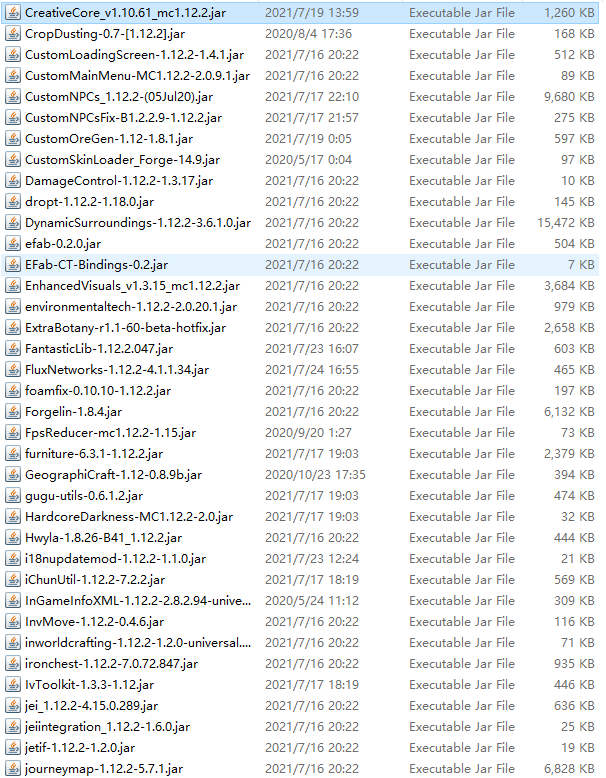 CreativeCore_v1.10.61_mc1.12.2.jar 2021/7/19 13:59 Executable Jar File 1,260 KB
CropDusting-0.7-[1.12.2].jar 2020/8/4 17:36 Executable Jar File 168 KB
CustomLoadingScreen-1.12.2-1.4.1.jar 2021/7/16 20:22 Executable Jar File 512 KB
CustomMainMenu-MC1.12.2-2.0.9.1.jar 2021/7/16 20:22 Executable Jar File 89 KB
CustomNPCs_1.12.2-(05Jul20).jar 2021/7/17 22:10 Executable Jar File 9,680 KB
CustomNPCsFix-B1.2.2.9-1.12.2.jar 2021/7/17 21:57 Executable Jar File 275 KB
CustomOreGen-1.12-1.8.1.jar 2021/7/19 0:05 Executable Jar File 597 KB
CustomSkinLoader_Forge-14.9.jar 2020/5/17 0:04 Executable Jar File 97 KB
DamageControl-1.12.2-1.3.17.jar 2021/7/16 20:22 Executable Jar File 10 KB
dropt-1.12.2-1.18.0.jar 2021/7/16 20:22 Executable Jar File 145 KB
DynamicSurroundings-1.12.2-3.6.1.0.jar 2021/7/16 20:22 Executable Jar File 15,472 KB
efab-0.2.0.jar 2021/7/16 20:22 Executable Jar File 504 KB
EFab-CT-Bindings-0.2.jar 2021/7/16 20:22 Executable Jar File 7 KB
EnhancedVisuals_v1.3.15_mc1.12.2.jar 2021/7/16 20:22 Executable Jar File 3,684 KB
environmentaltech-1.12.2-2.0.20.1.jar 2021/7/16 20:22 Executable Jar File 979 KB
ExtraBotany-r1.1-60-beta-hotfix.jar 2021/7/16 20:22 Executable Jar File 2,658 KB
FantasticLib-1.12.2.047.jar 2021/7/23 16:07 Executable Jar File 603 KB
FluxNetworks-1.12.2-4.1.1.34.jar 2021/7/24 16:55 Executable Jar File 465 KB
foamfix-0.10.10-1.12.2.jar 2021/7/16 20:22 Executable Jar File 197 KB
Forgelin-1.8.4.jar 2021/7/16 20:22 Executable Jar File 6,132 KB
FpsReducer-mc1.12.2-1.15.jar 2020/9/20 1:27 Executable Jar File 73 KB
furniture-6.3.1-1.12.2.jar 2021/7/17 19:03 Executable Jar File 2,379 KB
GeographiCraft-1.12-0.8.9b.jar 2020/10/23 17:35 Executable Jar File 394 KB
gugu-utils-0.6.1.2.jar 2021/7/17 19:03 Executable Jar File 474 KB
HardcoreDarkness-MC1.12.2-2.0.jar 2021/7/17 19:03 Executable Jar File 32 KB
Hwyla-1.8.26-B41_1.12.2.jar 2021/7/16 20:22 Executable Jar File 444 KB
i18nupdatemod-1.12.2-1.1.0.jar 2021/7/23 12:24 Executable Jar File 21 KB
iChunUtil-1.12.2-7.2.2.jar 2021/7/17 18:19 Executable Jar File 569 KB
InGameInfoXML-1.12.2-2.8.2.94-unive... 2020/5/24 11:12 Executable Jar File 309 KB
InvMove-1.12.2-0.4.6.jar 2021/7/16 20:22 Executable Jar File 116 KB
inworldcrafting-1.12.2-1.2.0-universal.... 2021/7/16 20:22 Executable Jar File 71 KB
ironchest-1.12.2-7.0.72.847.jar 2021/7/16 20:22 Executable Jar File 935 KB
IvToolkit-1.3.3-1.12.jar 2021/7/17 18:19 Executable Jar File 446 KB
jei_1.12.2-4.15.0.289.jar 2021/7/16 20:22 Executable Jar File 636 KB
jeiintegration_1.12.2-1.6.0.jar 2021/7/16 20:22 Executable Jar File 25 KB
jetif-1.12.2-1.2.0.jar 2021/7/16 20:22 Executable Jar File 19 KB
journeymap-1.12.2-5.7.1.jar 2021/7/16 20:22 Executable Jar File 6,828 KB